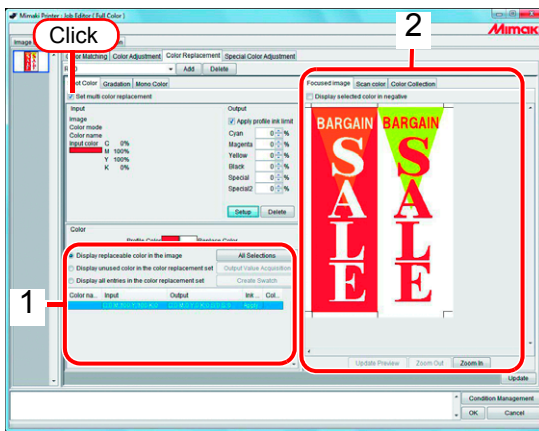 Mimaki Printer : Job Editor [ Full Color ]
Mimaki
Click
2
Image
Color Matching Color Adjustment Color Replacement Special Color Adjustment
Add Delete
Spot Color Gradation Mono Color
Focused image Scan color Color Collection
Set multi color replacement
Display selected color in negative
Input
Output
Image
Color mode
Color name
Input color C 0%
M 100%
Y 100%
K 0%
Apply profile ink limit
Cyan 0 %
Magenta 0 %
Yellow 0 %
Black 0 %
Special 0 %
Special2 0 %
Setup Delete
BARGAIN BARGAIN
SALE SALE
Color
Profile Color Replace Color
1
Display replaceable color in the image All Selections
Display unused color in the color replacement set Output Value Acquisition
Display all entries in the color replacement set Create Swatch
Color na... Input Output Ink ... Col...
Update Preview Zoom Out Zoom In
Update
Condition Management
OK Cancel